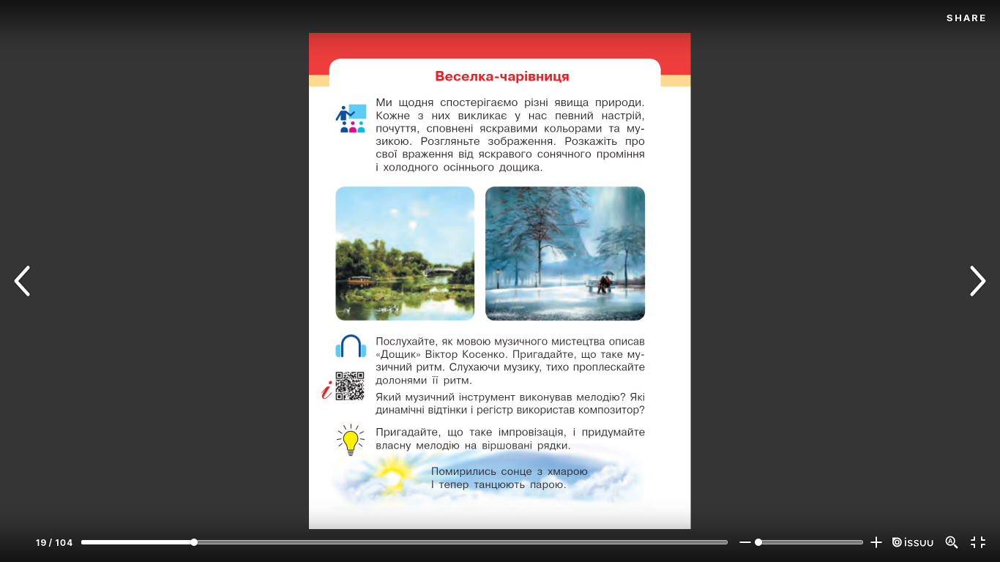 SHARE
Веселка-чарівниця
Ми щодня спостерігаємо різні явища природи.
Кожне з них викликає у нас певний настрій,
почуття, сповнені яскравими кольорами та му-
зикою. Розгляньте зображення. Розкажіть про
свої враження від яскравого сонячного проміння
і холодного осіннього дощика.
Послухайте, як мовою музичного мистецтва описав
«Дощик» Віктор Косенко. Пригадайте, що таке му-
зичний ритм. Слухаючи музику, тихо проплескайте
долонями її ритм.
i
Який музичний інструмент виконував мелодію? Які
динамічні відтінки і регістр використав композитор?
Пригадайте, що таке імпровізація, і придумайте
власну мелодію на віршовані рядки.
Помирились сонце з хмарою
І тепер танцюють парою.
19 / 104
issuu